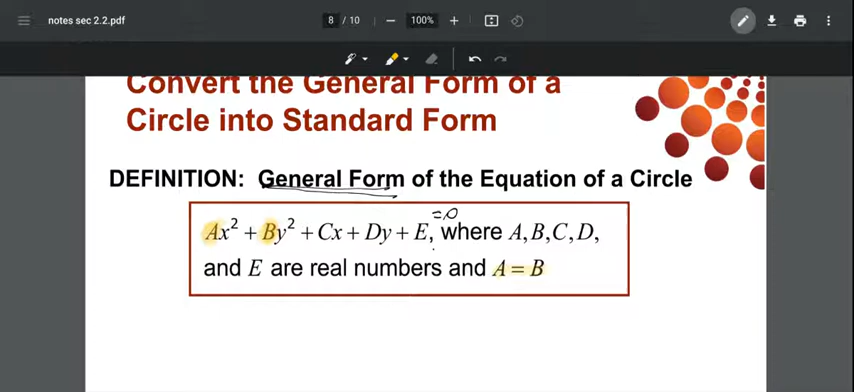 notes sec 2.2.pdf
8 / 10
100%
Convert the General Form of a
Circle into Standard Form
DEFINITION: General Form of the Equation of a Circle
=0
Ax² + By² + Cx + Dy + E, where A, B, C, D,
and E are real numbers and A = B